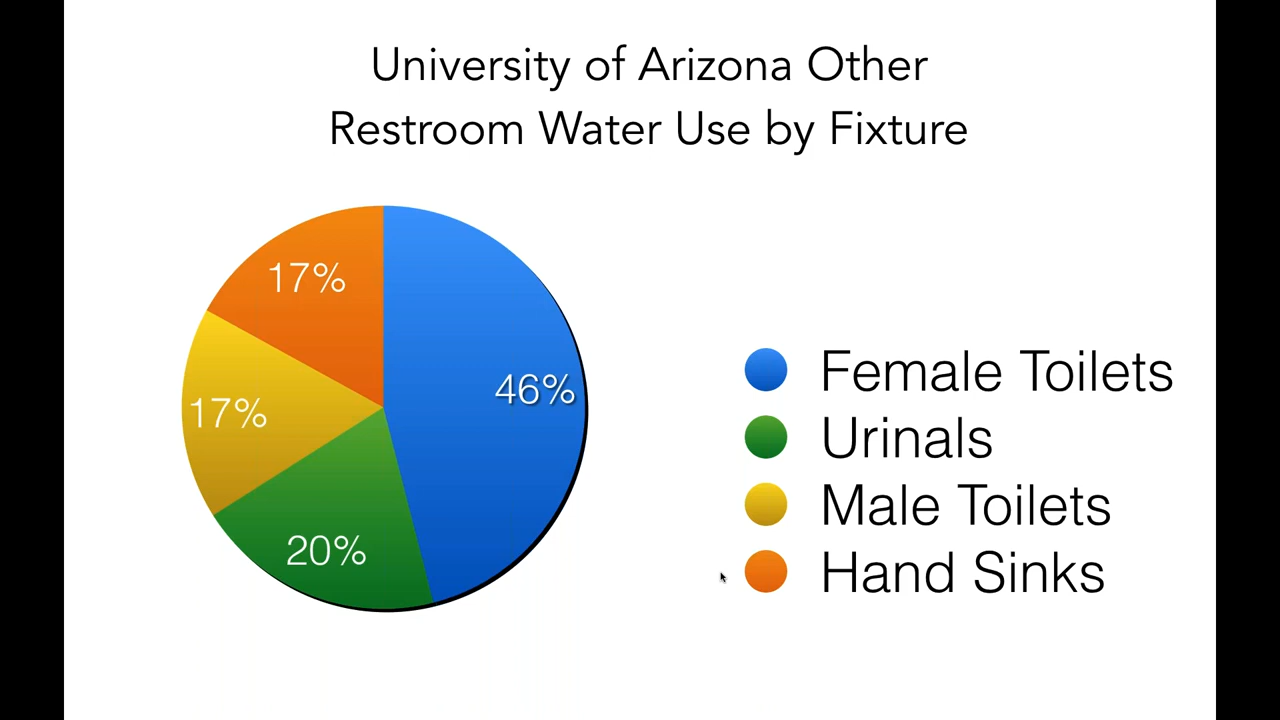 University of Arizona Other
Restroom Water Use by Fixture
17%
46%
17%
20%
Female Toilets
Urinals
Male Toilets
Hand Sinks